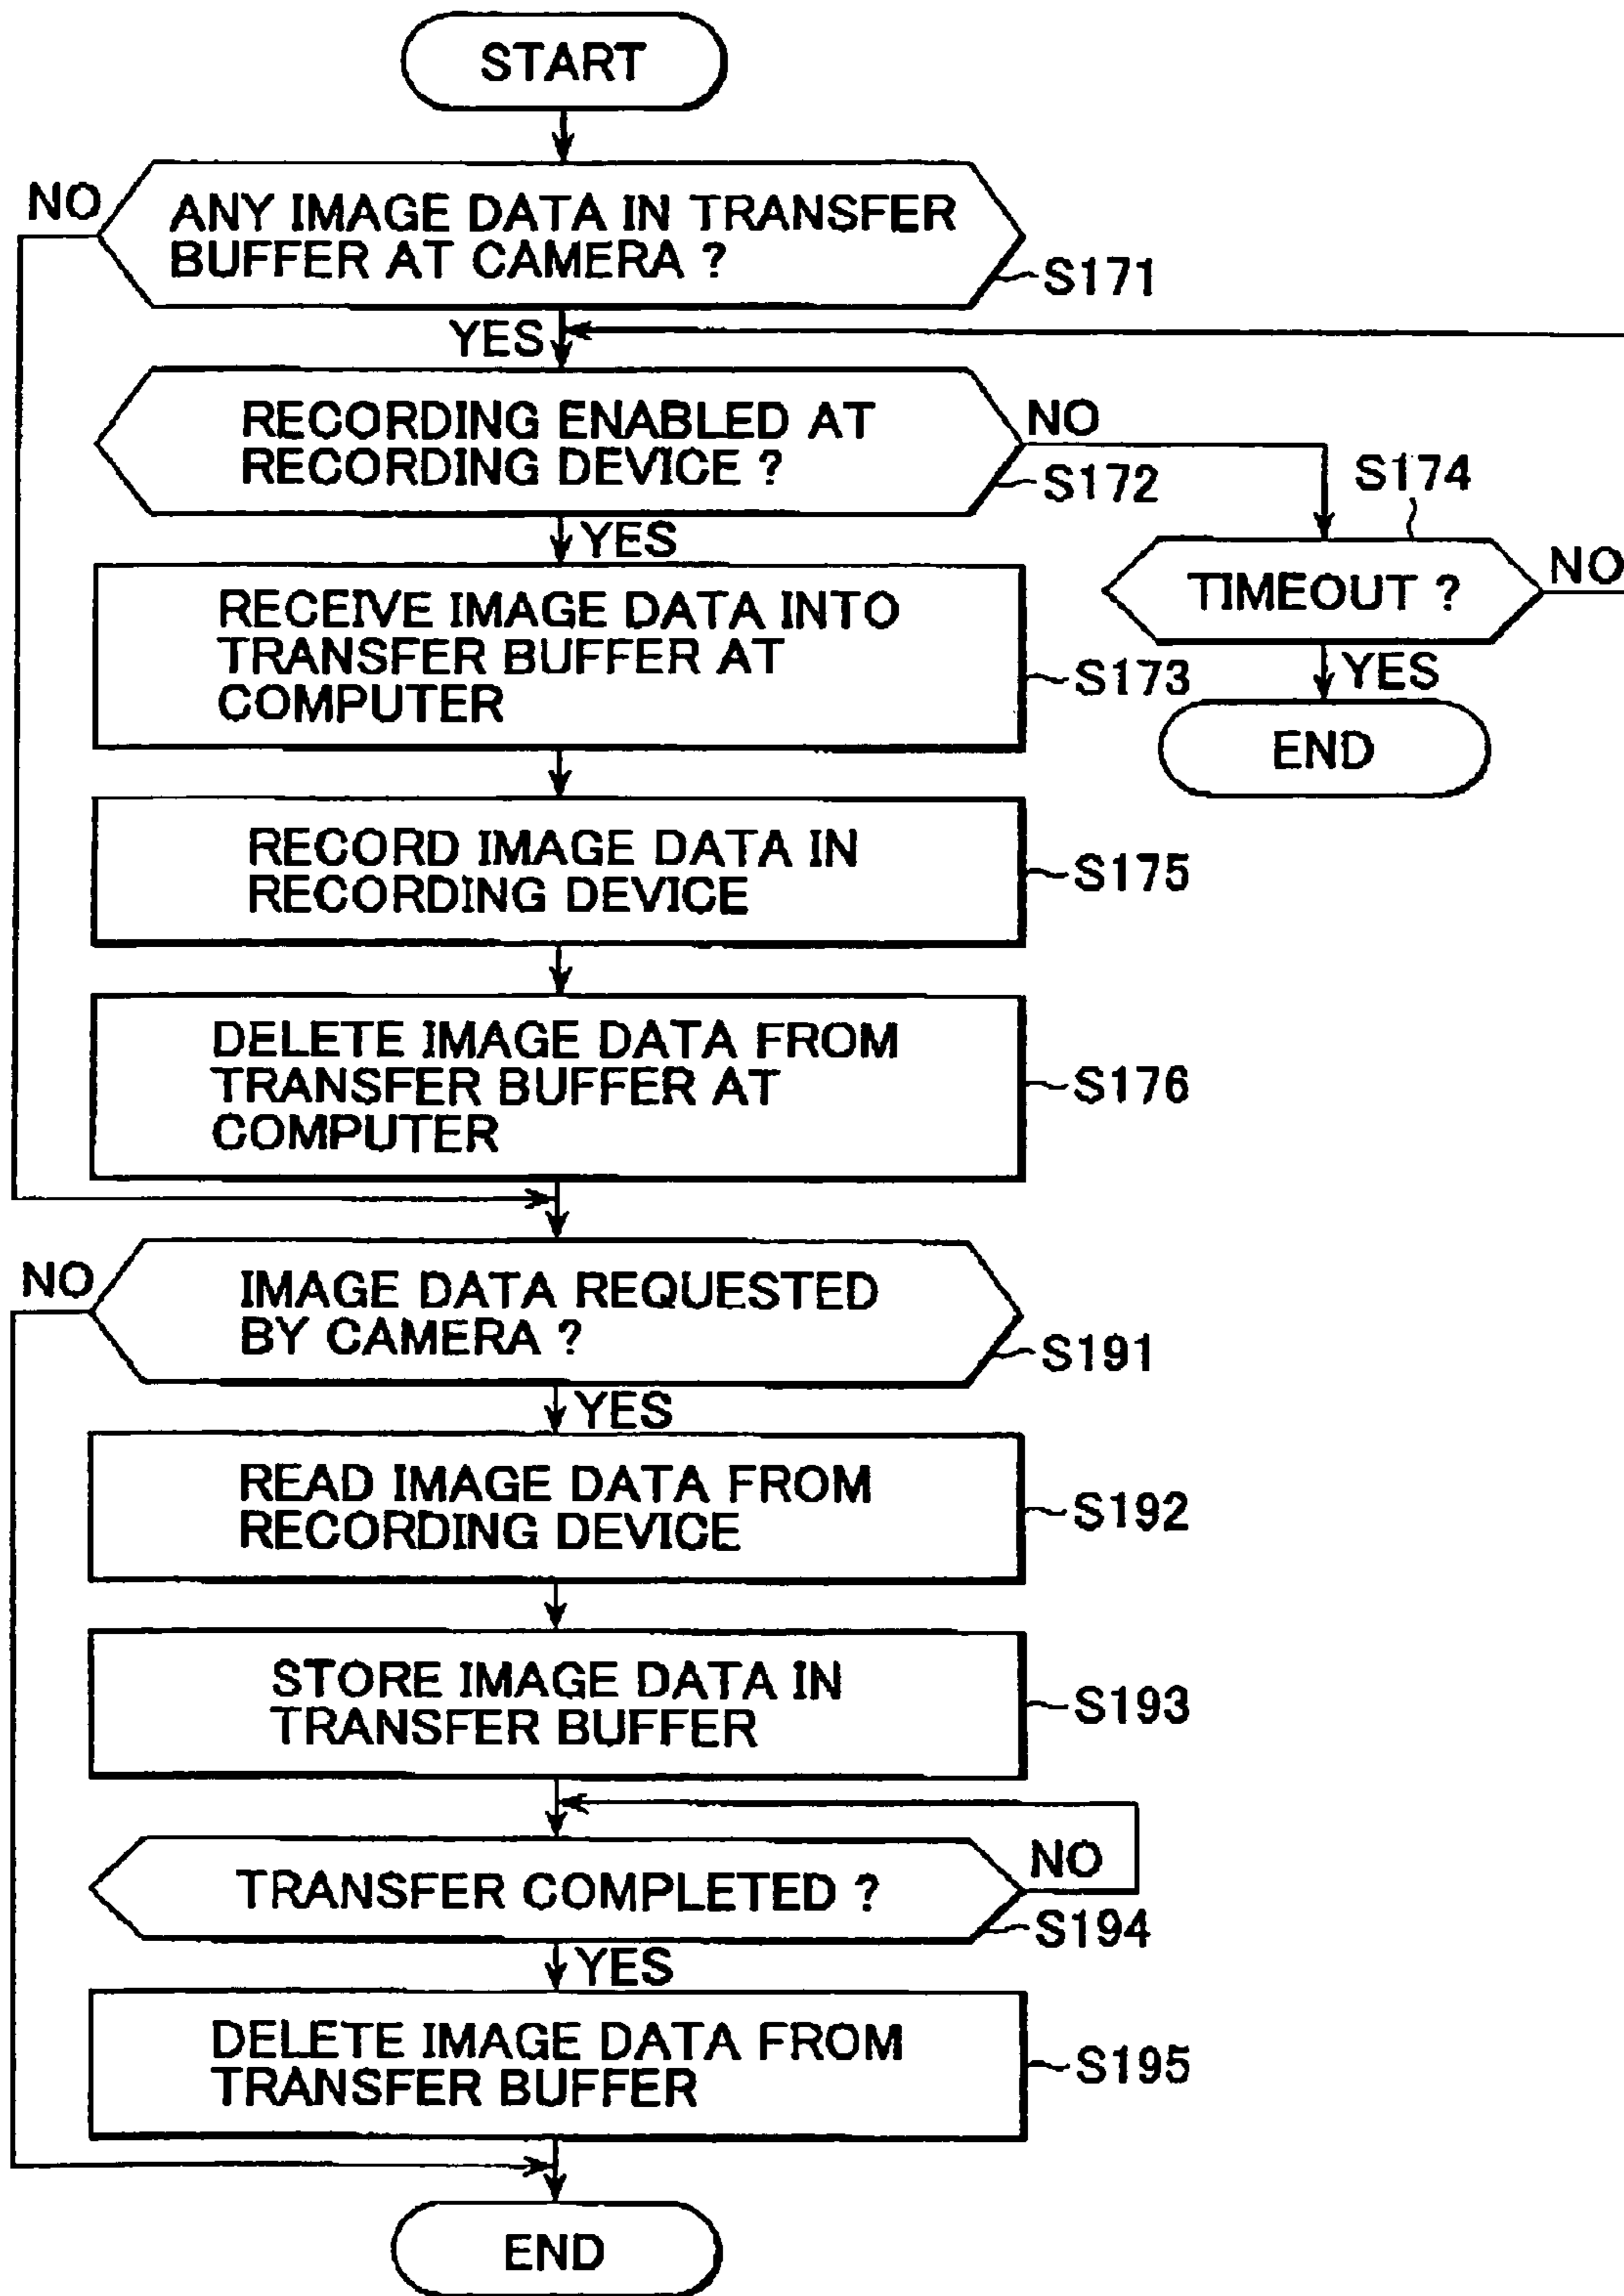 START
NO
ANY IMAGE DATA IN TRANSFER
BUFFER AT CAMERA ?
S171
YES
RECORDING ENABLED AT
RECORDING DEVICE ?
NO
S172
S174
YES
TIMEOUT ?
NO
RECEIVE IMAGE DATA INTO
TRANSFER BUFFER AT
COMPUTER
S173
YES
END
RECORD IMAGE DATA IN
RECORDING DEVICE
S175
DELETE IMAGE DATA FROM
TRANSFER BUFFER AT
COMPUTER
S176
NO
IMAGE DATA REQUESTED
BY CAMERA ?
S191
YES
READ IMAGE DATA FROM
RECORDING DEVICE
S192
STORE IMAGE DATA IN
TRANSFER BUFFER
S193
TRANSFER COMPLETED ?
NO
S194
YES
DELETE IMAGE DATA FROM
TRANSFER BUFFER
S195
END